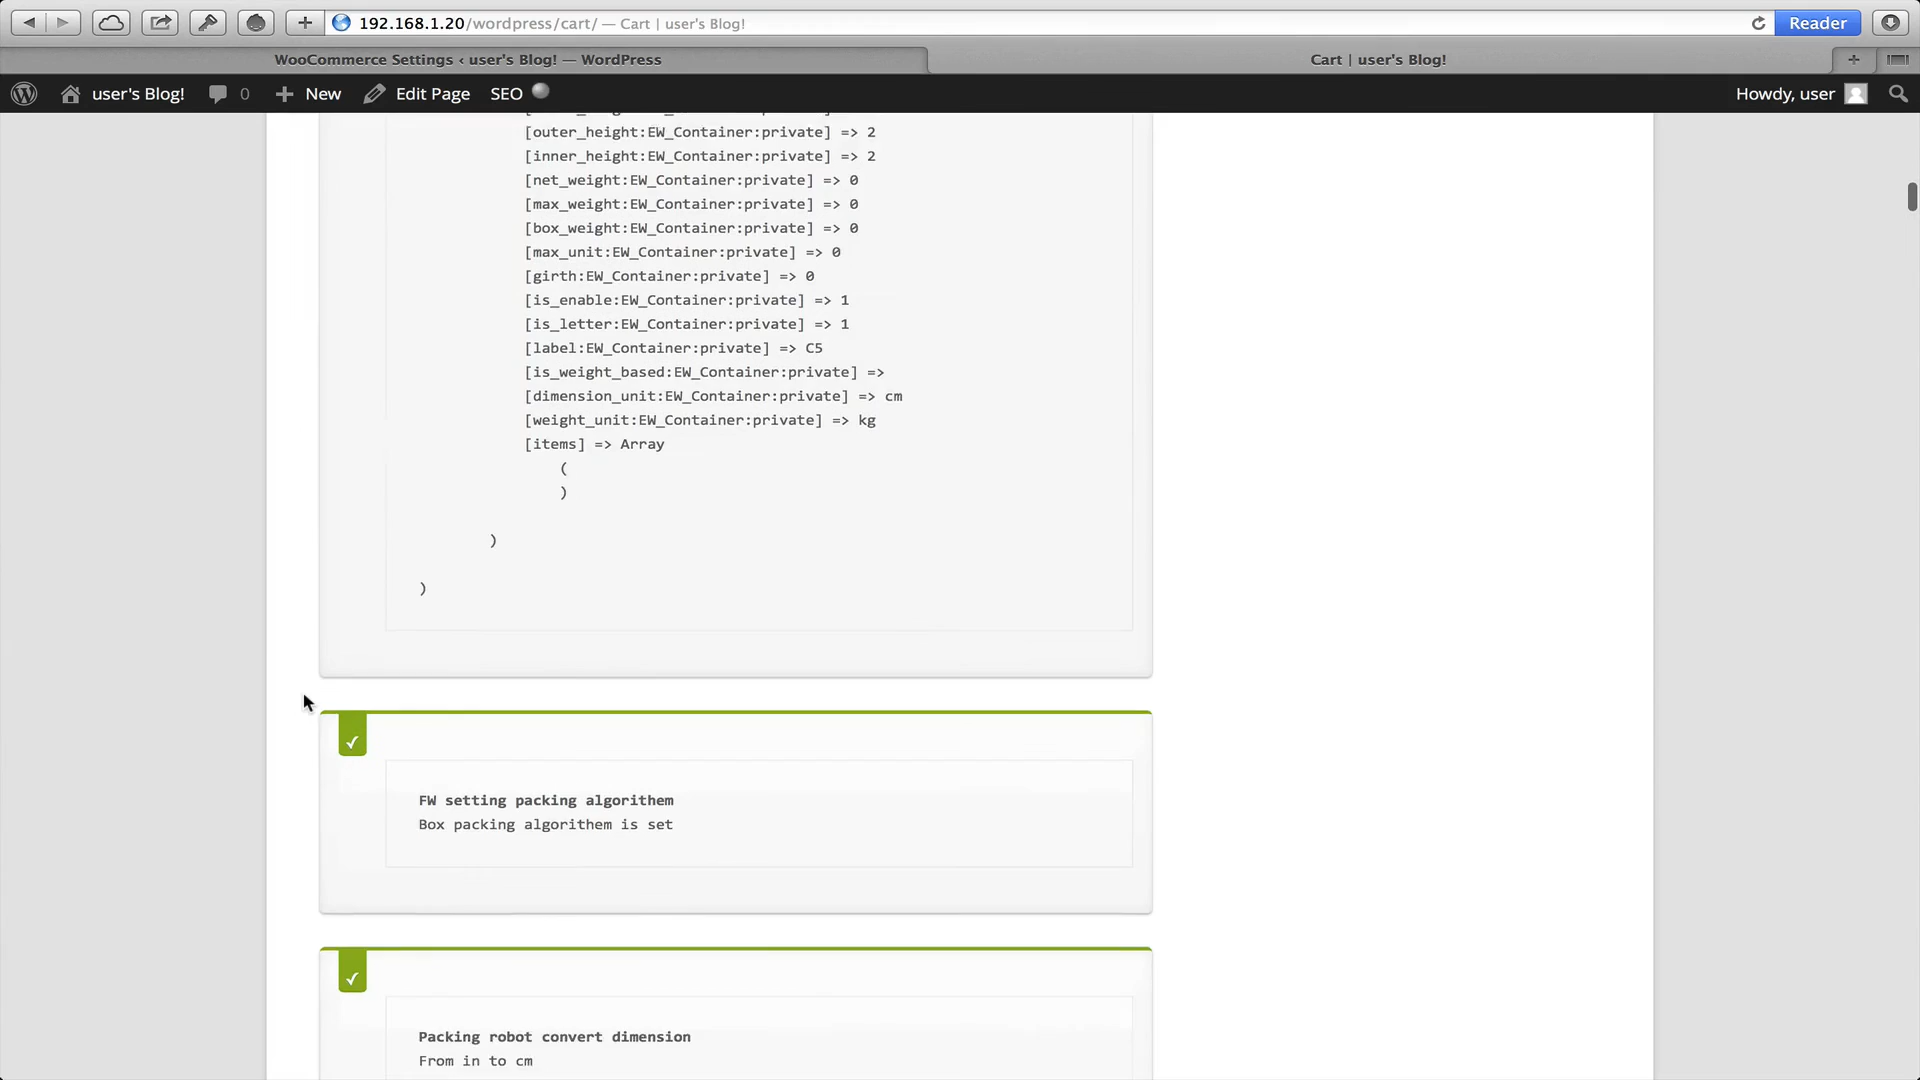 192.168.1.20/wordpress/cart/ — Cart | user's Blog!
Reader
WooCommerce Settings ‹ user's Blog! — WordPress
Cart | user's Blog!
user's Blog!
0
New
Edit Page
SEO
Howdy, user
[outer_height:EW_Container:private] => 2
[inner_height:EW_Container:private] => 2
[net_weight:EW_Container:private] => 0
[max_weight:EW_Container:private] => 0
[box_weight:EW_Container:private] => 0
[max_unit:EW_Container:private] => 0
[girth:EW_Container:private] => 0
[is_enable:EW_Container:private] => 1
[is_letter:EW_Container:private] => 1
[label:EW_Container:private] => C5
[is_weight_based:EW_Container:private] =>
[dimension_unit:EW_Container:private] => cm
[weight_unit:EW_Container:private] => kg
[items] => Array
(
)
)
)
FW setting packing algorithem
Box packing algorithem is set
Packing robot convert dimension
From in to cm